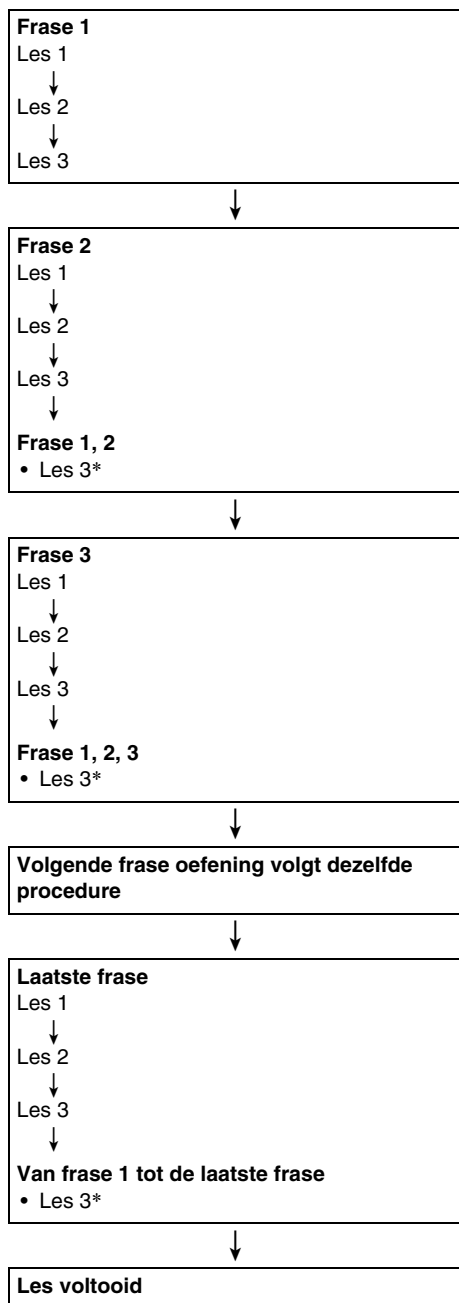 Frase 1
Les 1
Les 2
Les 3
Frase 2
Les 1
Les 2
Les 3
Frase 1, 2
• Les 3*
Frase 3
Les 1
Les 2
Les 3
Frase 1, 2, 3
• Les 3*
Volgende frase oefening volgt dezelfde
procedure
Laatste frase
Les 1
Les 2
Les 3
Van frase 1 tot de laatste frase
• Les 3*
Les voltooid